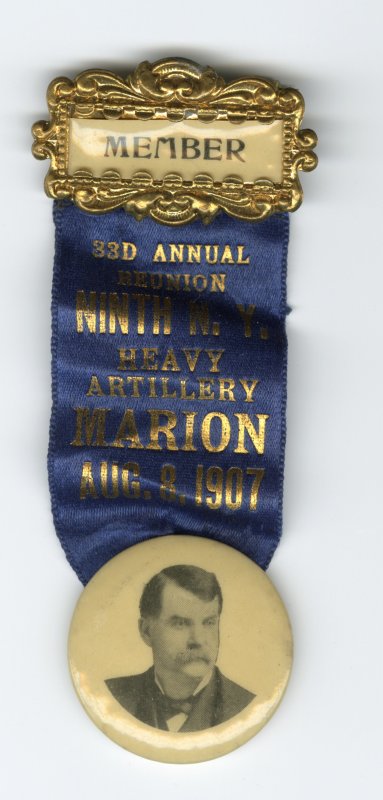 MEMBER
33D ANNUAL
REUNION
NINTH N. Y.
HEAVY
ARTILLERY
MARION
AUG. 8, 1907